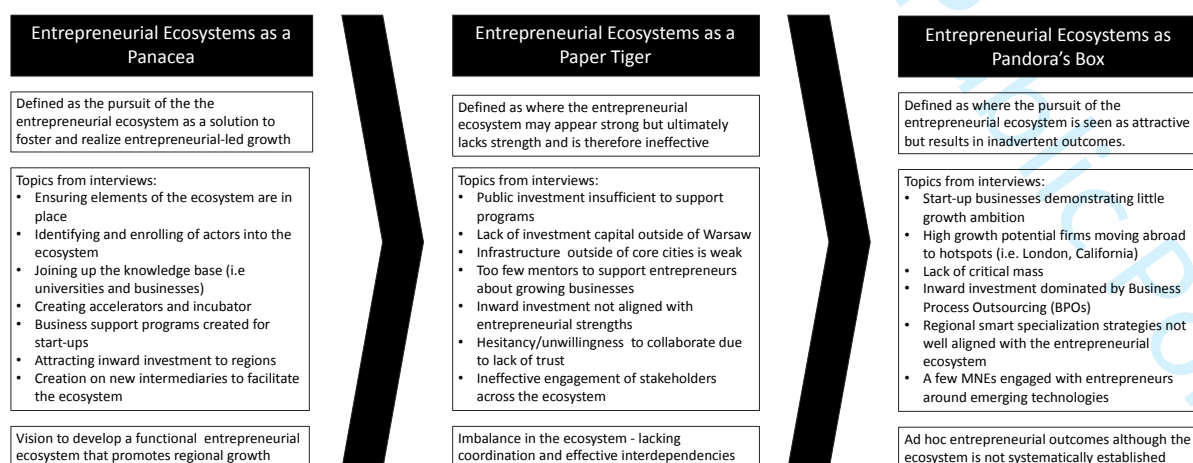 Entrepreneurial Ecosystems as a
Panacea
Defined as the pursuit of the the
entrepreneurial ecosystem as a solution to
foster and realize entrepreneurial-led growth
Topics from interviews:
• Ensuring elements of the ecosystem are in
place
• Identifying and enrolling of actors into the
ecosystem
• Joining up the knowledge base (i.e
universities and businesses)
• Creating accelerators and incubator
• Business support programs created for
start-ups
• Attracting inward investment to regions
• Creation on new intermediaries to facilitate
the ecosystem
Vision to develop a functional entrepreneurial
ecosystem that promotes regional growth
Entrepreneurial Ecosystems as a
Paper Tiger
Defined as where the entrepreneurial
ecosystem may appear strong but ultimately
lacks strength and is therefore ineffective
Topics from interviews:
• Public investment insufficient to support
programs
• Lack of investment capital outside of Warsaw
• Infrastructure outside of core cities is weak
• Too few mentors to support entrepreneurs
about growing businesses
• Inward investment not aligned with
entrepreneurial strengths
• Hesitancy/unwillingness to collaborate due
to lack of trust
• Ineffective engagement of stakeholders
across the ecosystem
Imbalance in the ecosystem - lacking
coordination and effective interdependencies
Entrepreneurial Ecosystems as
Pandora's Box
Defined as where the pursuit of the
entrepreneurial ecosystem is seen as attractive
but results in inadvertent outcomes.
Topics from interviews:
• Start-up businesses demonstrating little
growth ambition
• High growth potential firms moving abroad
to hotspots (i.e. London, California)
• Lack of critical mass
• Inward investment dominated by Business
Process Outsourcing (BPOs)
• Regional smart specialization strategies not
well aligned with the entrepreneurial
ecosystem
• A few MNEs engaged with entrepreneurs
around emerging technologies
Ad hoc entrepreneurial outcomes although the
ecosystem is not systematically established